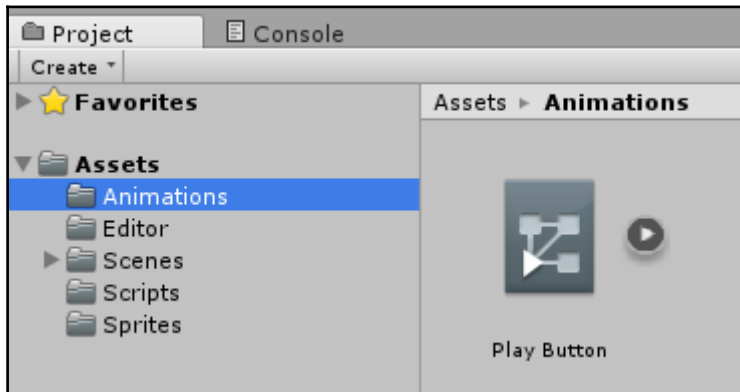 Project
Console
Create
Favorites
Assets
Animations
Editor
Scenes
Scripts
Sprites
Assets ▸ Animations
Play Button